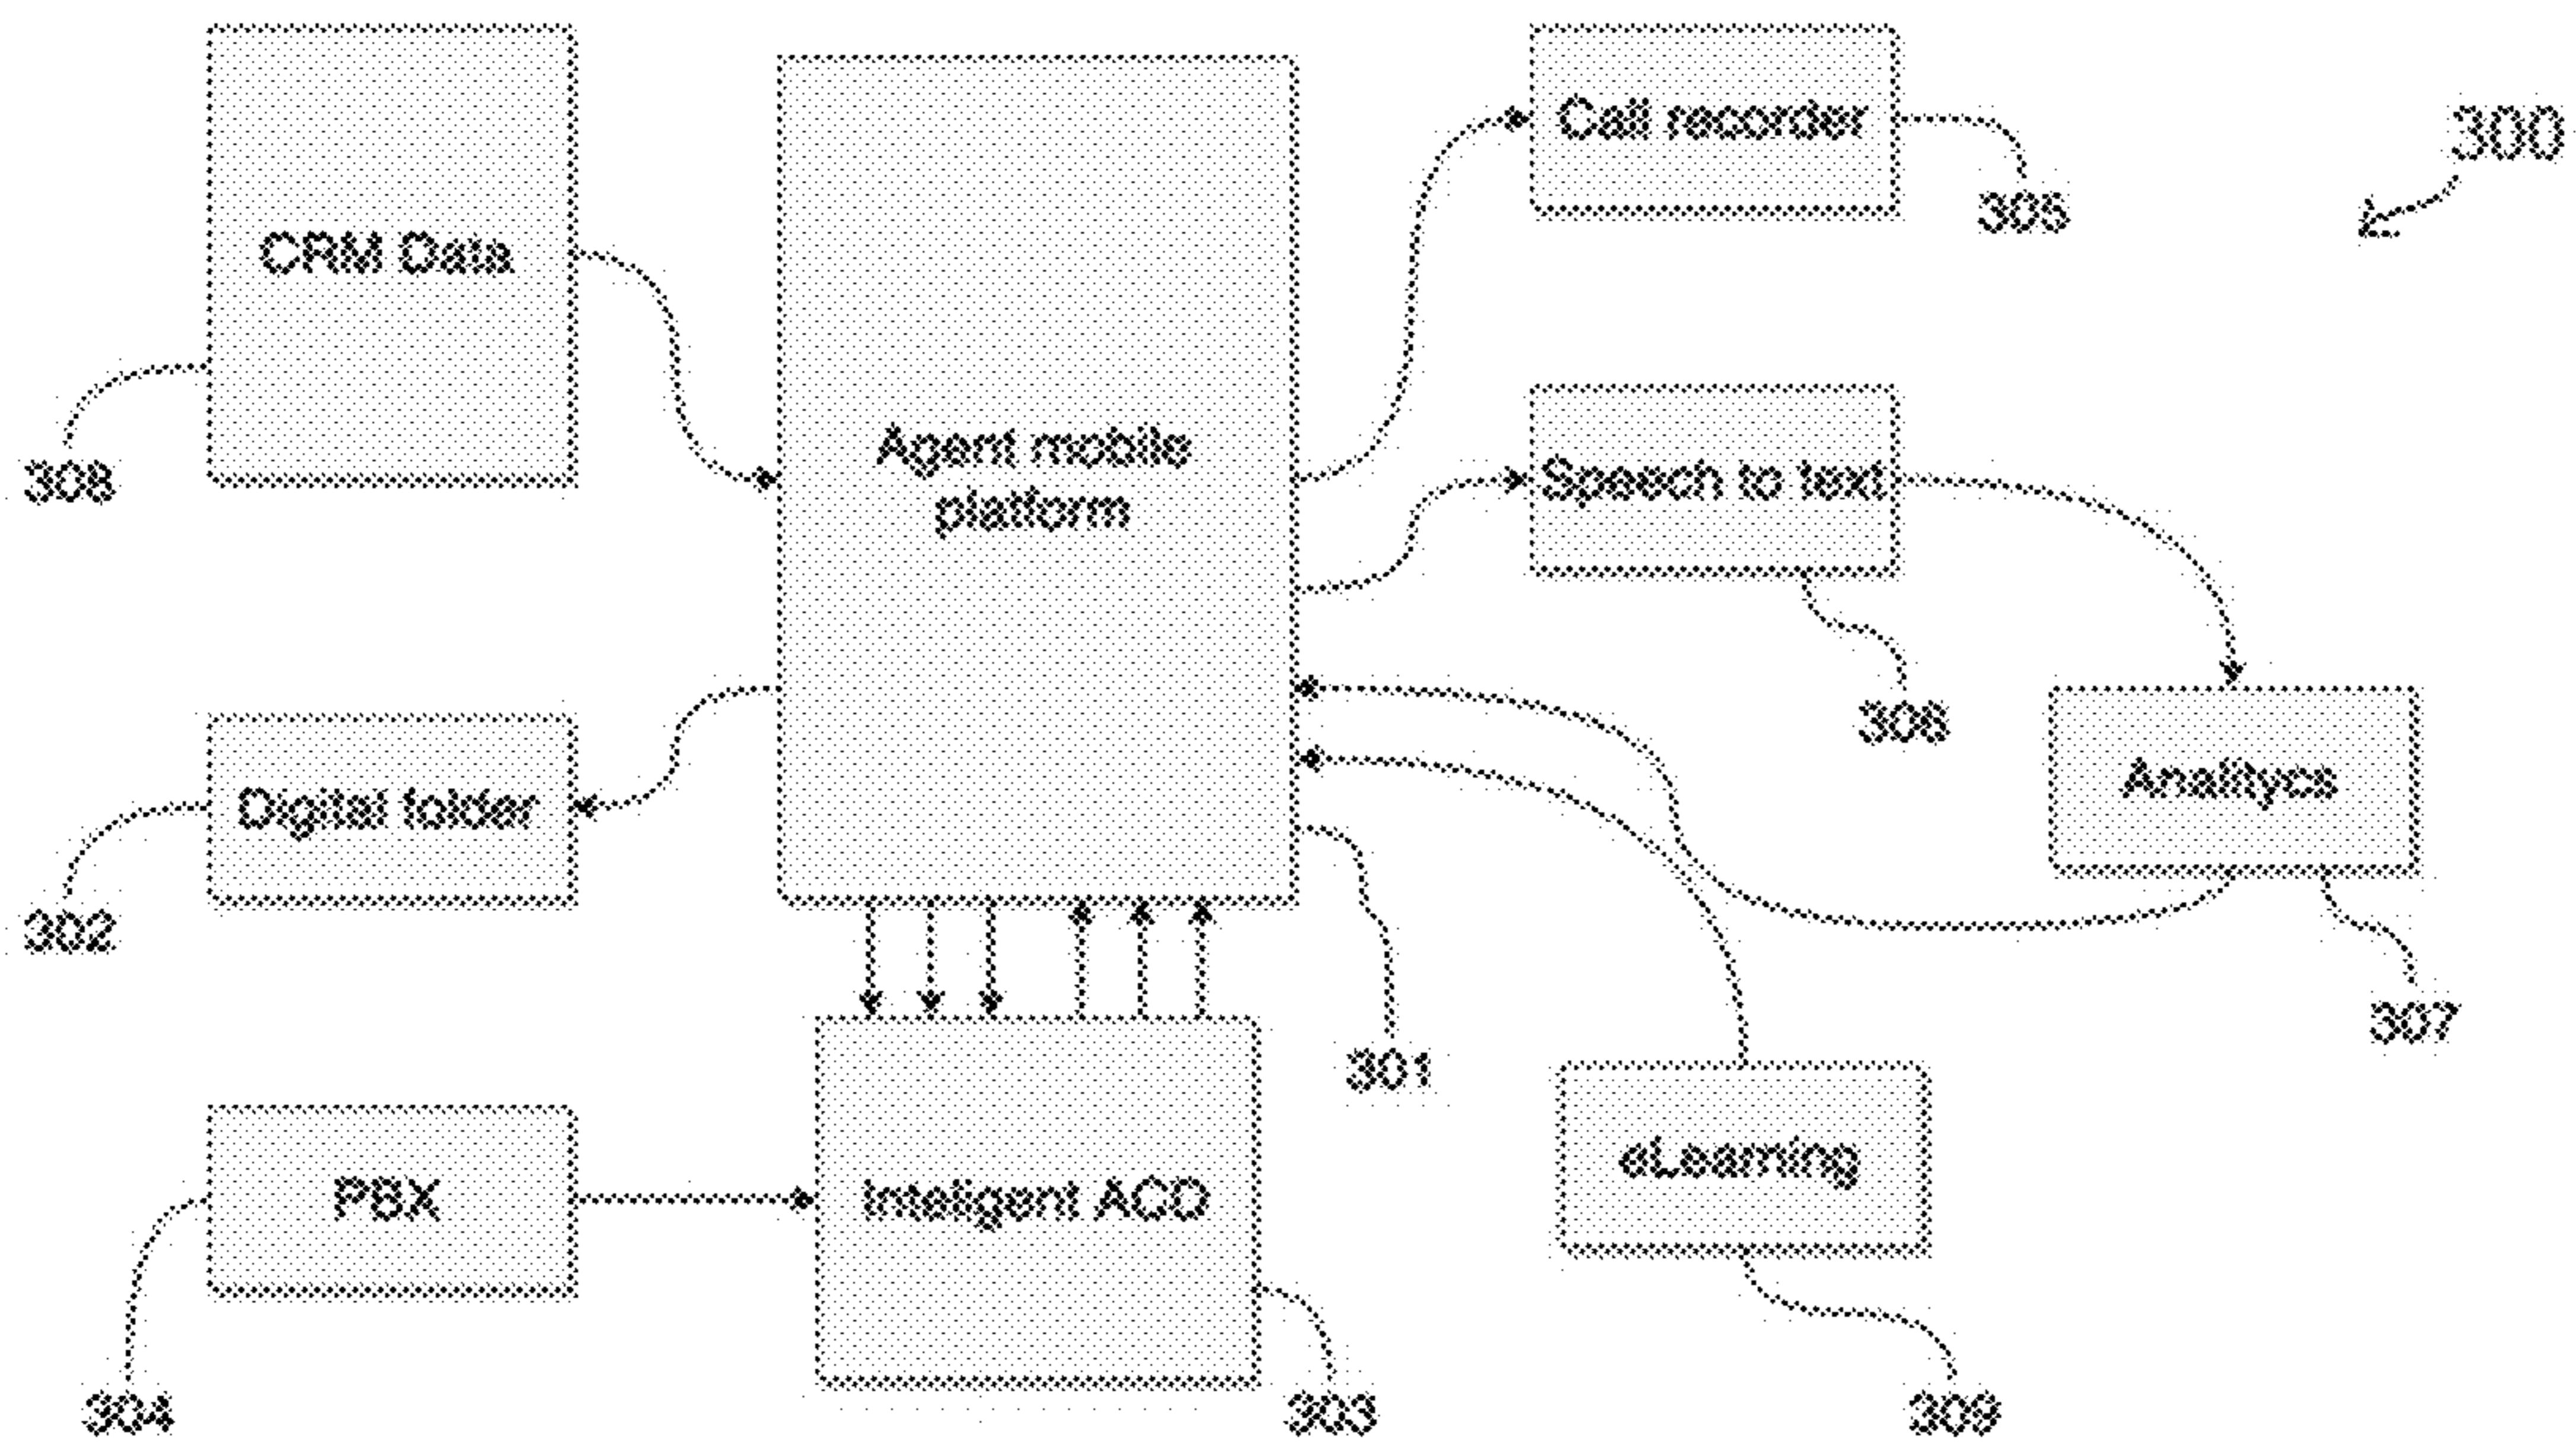 CRM Data
Agent mobile
platform
Call recorder
300
305
308
Speech to text
306
Digital folder
Analitycs
302
307
301
PBX
Inteligent ACD
eLearning
304
303
309